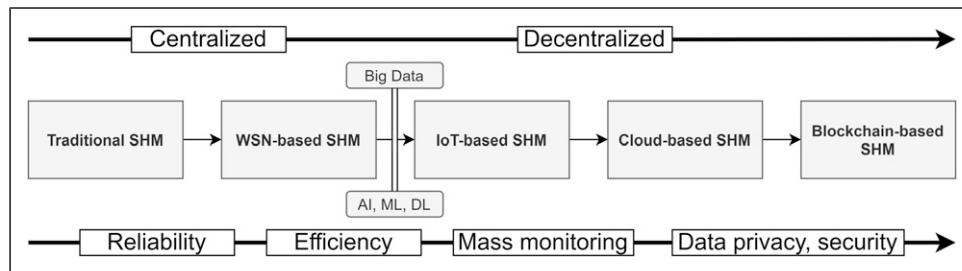 Centralized
Decentralized
Big Data
Traditional SHM
WSN-based SHM
IoT-based SHM
Cloud-based SHM
Blockchain-based
SHM
AI, ML, DL
Reliability
Efficiency
Mass monitoring
Data privacy, security